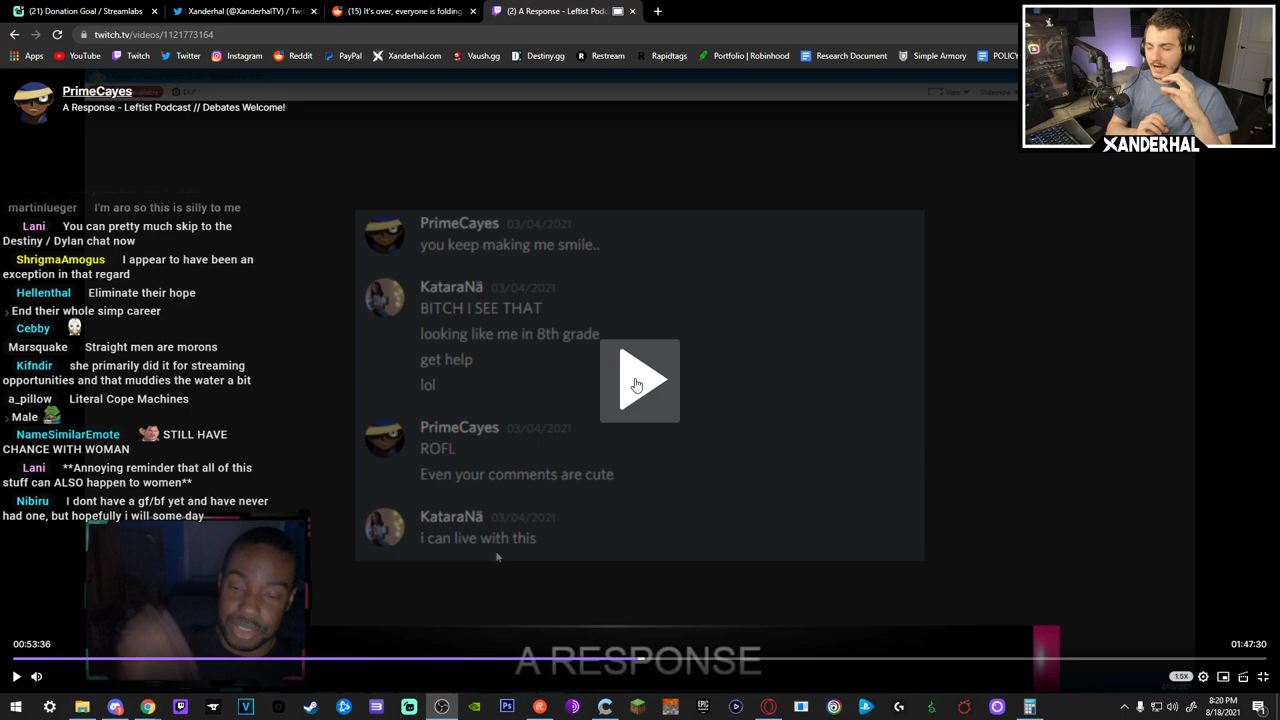 (21) Donation Goal / Streamlabs
Xanderhal (@XanderhalTV) / Twit
(15) It's over, everyone is folding.
(2) A Response - Leftist Podc
twitch.tv/videos/1121773164
Apps YouTube Twitch Twitter Instagram Reddit PayPal Xanderhal.com Vaush.gg Destiny.gg Restream Rapidtags Portfolio | Robinhood Research Document Simple Armory POLICY
PrimeCayes
A Response - Leftist Podcast // Debates Welcome!
Exit
View
Slideshow
XANDERHAL
martinlueger i'm aro so this is silly to me
Lani You can pretty much skip to the
Destiny / Dylan chat now
ShrigmaAmogus I appear to have been an
exception in that regard
Hellenthal Eliminate their hope
End their whole simp career
Cebby
Marsquake Straight men are morons
Kifndir she primarily did it for streaming
opportunities and that muddies the water a bit
a_pillow Literal Cope Machines
Male
NameSimilarEmote STILL HAVE
CHANCE WITH WOMAN
Lani **Annoying reminder that all of this
stuff can ALSO happen to women**
Nibiru I dont have a gf/bf yet and have never
had one, but hopefully i will some day
PrimeCayes 03/04/2021
you keep making me smile..
KataraNã 03/04/2021
BITCH I SEE THAT
looking like me in 8th grade
get help
lol
PrimeCayes 03/04/2021
ROFL
Even your comments are cute
KataraNã 03/04/2021
i can live with this
00:53:36
01:47:30
A RESPONSE
1.5X
8:20 PM
8/18/2021